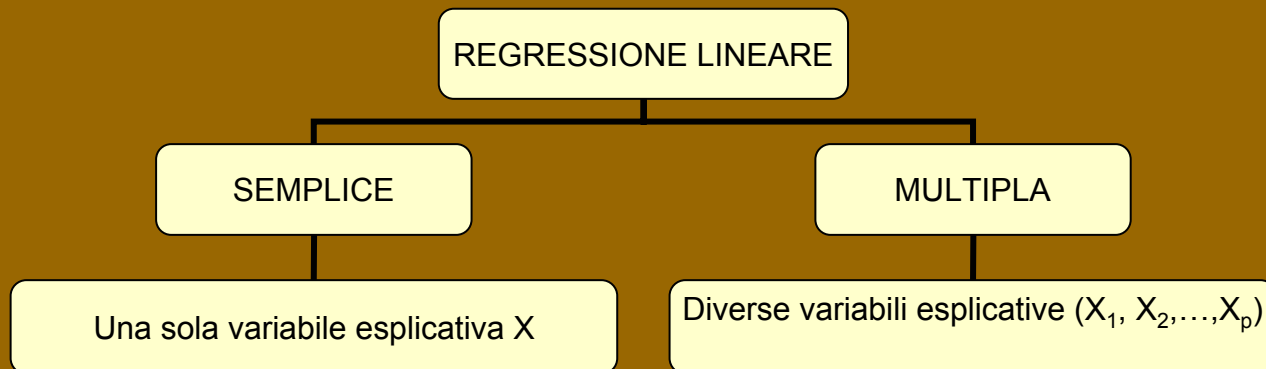 REGRESSIONE LINEARE
SEMPLICE
MULTIPLA
Una sola variabile esplicativa X
Diverse variabili esplicative (X₁, X₂,…,Xₚ)